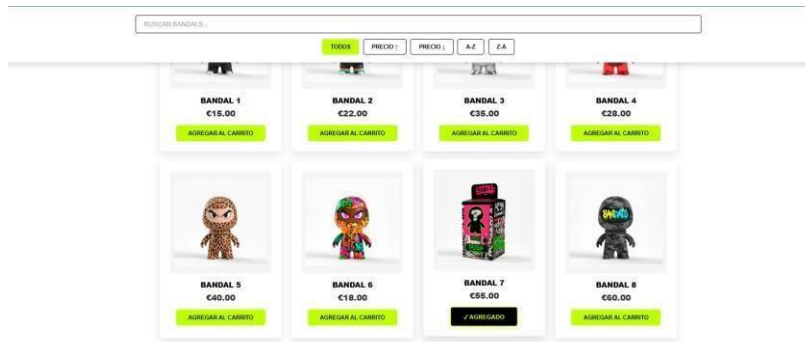 BUSCAR BANDALS...
TODOS PRECIO ↑ PRECIO ↓ A-Z Z-A
BANDAL 1 BANDAL 2 BANDAL 3 BANDAL 4
€15.00 €22.00 €35.00 €28.00
AGREGAR AL CARRITO AGREGAR AL CARRITO AGREGAR AL CARRITO AGREGAR AL CARRITO
BANDALS
BANDAL 5 BANDAL 6 BANDAL 7 BANDAL 8
€40.00 €18.00 €55.00 €60.00
AGREGAR AL CARRITO AGREGAR AL CARRITO ✓ AGREGADO AGREGAR AL CARRITO